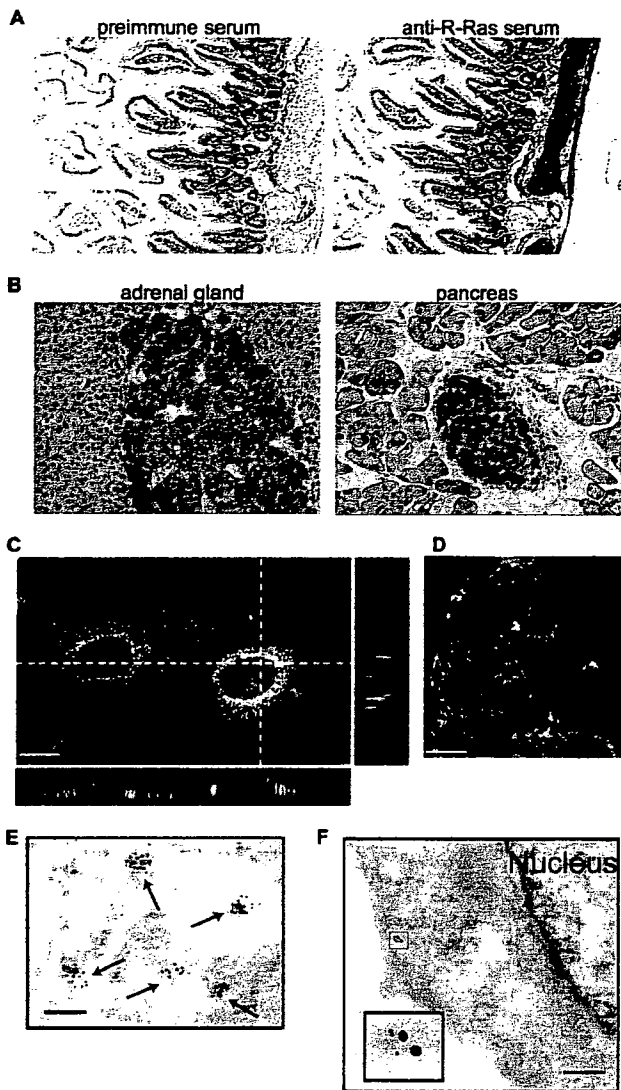 A
preimmune serum
anti-R-Ras serum
B
adrenal gland
pancreas
C
D
E
F
Nucleus